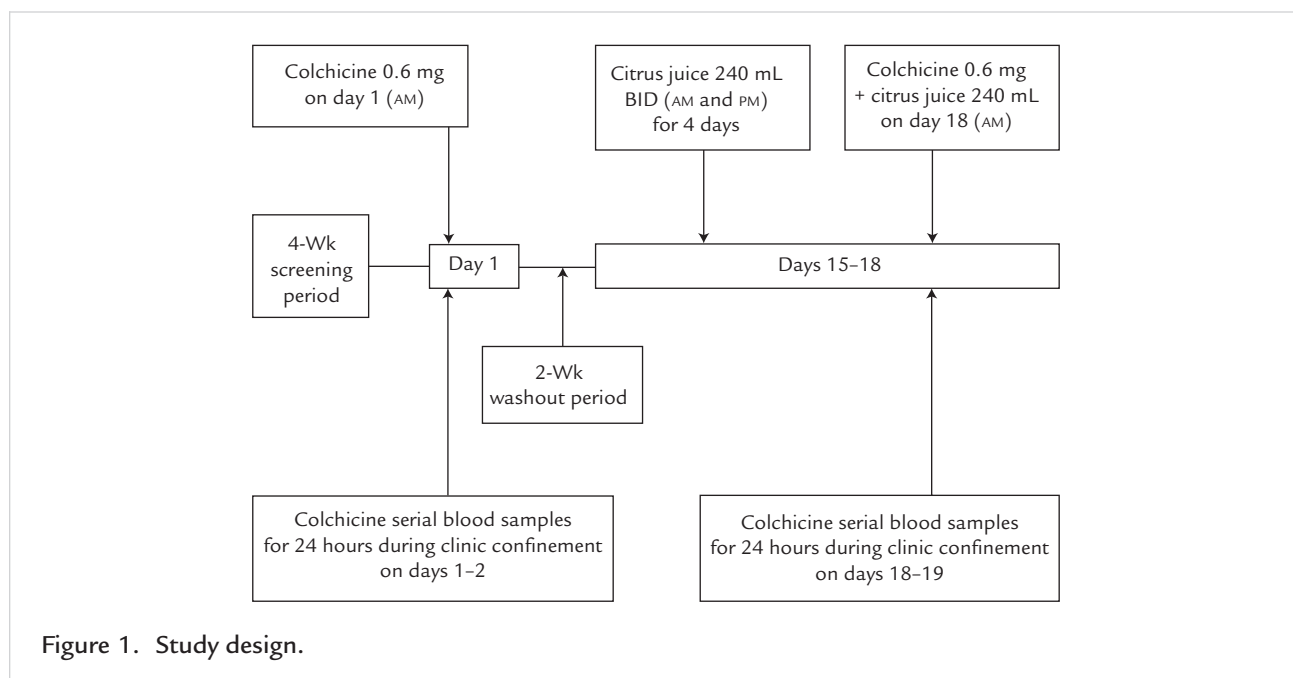 Colchicine 0.6 mg
on day 1 (AM)
Citrus juice 240 mL
BID (AM and PM)
for 4 days
Colchicine 0.6 mg
+ citrus juice 240 mL
on day 18 (AM)
4-Wk
screening
period
Day 1
Days 15–18
2-Wk
washout period
Colchicine serial blood samples
for 24 hours during clinic confinement
on days 1–2
Colchicine serial blood samples
for 24 hours during clinic confinement
on days 18–19
Figure 1. Study design.